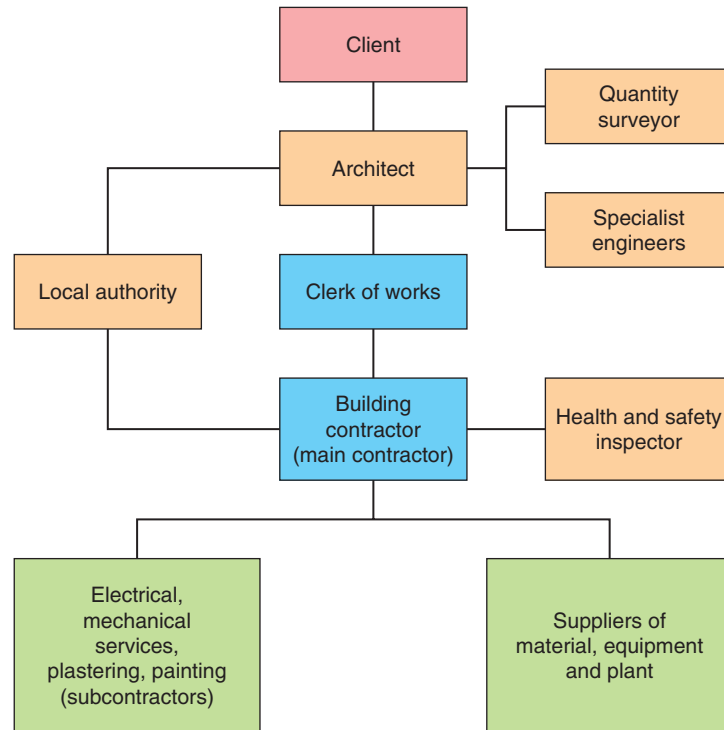 Client
Quantity
surveyor
Architect
Specialist
engineers
Local authority
Clerk of works
Building
contractor
(main contractor)
Health and safety
inspector
Electrical,
mechanical
services,
plastering, painting
(subcontractors)
Suppliers of
material, equipment
and plant